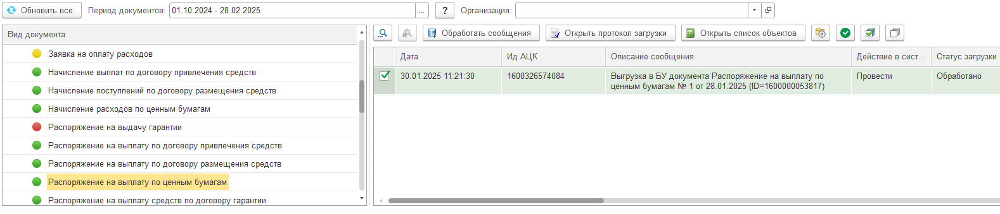 Обновить все Период документов: 01.10.2024 - 28.02.2025 ... ? Организация:
Вид документа
Заявка на оплату расходов
Начисление выплат по договору привлечения средств
Начисление поступлений по договору размещения средств
Начисление расходов по ценным бумагам
Распоряжение на выдачу гарантии
Распоряжение на выплату по договору привлечения средств
Распоряжение на выплату по договору размещения средств
Распоряжение на выплату по ценным бумагам
Распоряжение на выплату средств по договору гарантии
Обработать сообщения Открыть протокол загрузки Открыть список объектов
Дата Ид АЦК Описание сообщения Действие в сист... Статус загрузки
30.01.2025 11:21:30 1600326574084 Выгрузка в БУ документа Распоряжение на выплату по Провести Обработано
ценным бумагам № 1 от 28.01.2025 (ID=1600000053817)